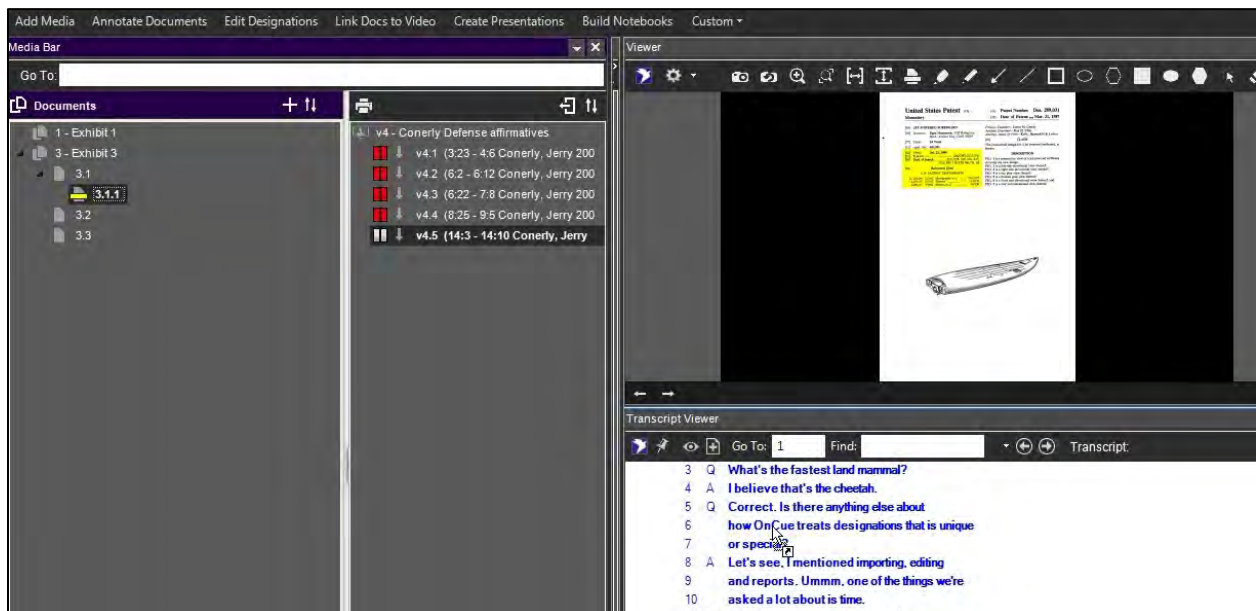 Add Media Annotate Documents Edit Designations Link Docs to Video Create Presentations Build Notebooks Custom
Media Bar
Go To:
Documents
1 - Exhibit 1
3 - Exhibit 3
3.1
3.1.1
3.2
3.3
v4 - Conerly Defense affirmatives
v4.1 (3:23 - 4:6 Conerly, Jerry 200
v4.2 (6:2 - 6:12 Conerly, Jerry 200
v4.3 (6:22 - 7:8 Conerly, Jerry 200
v4.4 (8:25 - 9:5 Conerly, Jerry 200
v4.5 (14:3 - 14:10 Conerly, Jerry
Viewer
United States Patent
Transcript Viewer
Go To: 1 Find: Transcript:
3 Q What's the fastest land mammal?
4 A I believe that's the cheetah.
5 Q Correct. Is there anything else about
6 how OnCue treats designations that is unique
7 or special?
8 A Let's see, I mentioned importing, editing
9 and reports. Ummm, one of the things we're
10 asked a lot about is time.